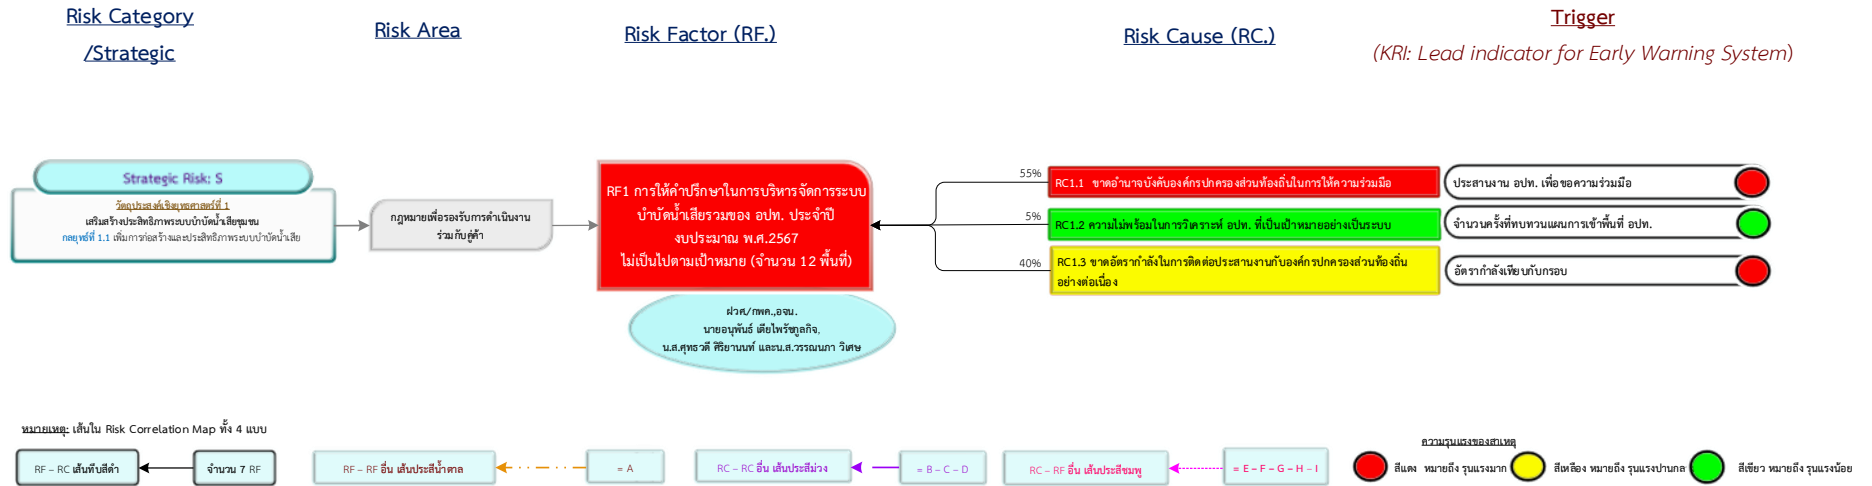 Risk Category
/Strategic
Risk Area
Risk Factor (RF.)
Risk Cause (RC.)
Trigger
(KRI: Lead indicator for Early Warning System)
Strategic Risk: S
วัตถุประสงค์เชิงยุทธศาสตร์ที่ 1
เสริมสร้างประสิทธิภาพระบบบำบัดน้ำเสียชุมชน
กลยุทธ์ที่ 1.1 เพิ่มการก่อสร้างและประสิทธิภาพระบบบำบัดน้ำเสีย
กฎหมายเพื่อรองรับการดำเนินงาน
ร่วมกับคู่ค้า
RF1 การให้คำปรึกษาในการบริหารจัดการระบบ
บำบัดน้ำเสียรวมของ อปท. ประจำปี
งบประมาณ พ.ศ.2567
ไม่เป็นไปตามเป้าหมาย (จำนวน 12 พื้นที่)
ฝวศ./กพค.,อจน.
นายอนุพันธ์ เตียไพรัชกูลกิจ,
น.ส.ศุทธวดี ศิริยานนท์ และน.ส.วรรณนภา วิเศษ
55%
RC1.1 ขาดอำนาจบังคับองค์กรปกครองส่วนท้องถิ่นในการให้ความร่วมมือ
ประสานงาน อปท. เพื่อขอความร่วมมือ
5%
RC1.2 ความไม่พร้อมในการวิเคราะห์ อปท. ที่เป็นเป้าหมายอย่างเป็นระบบ
จำนวนครั้งที่ทบทวนแผนการเข้าพื้นที่ อปท.
40%
RC1.3 ขาดอัตรากำลังในการติดต่อประสานงานกับองค์กรปกครองส่วนท้องถิ่น
อย่างต่อเนื่อง
อัตรากำลังเทียบกับกรอบ
หมายเหตุ: เส้นใน Risk Correlation Map ทั้ง 4 แบบ
RF – RC เส้นทึบสีดำ
จำนวน 7 RF
RF – RF อื่น เส้นประสีน้ำตาล
= A
RC – RC อื่น เส้นประสีม่วง
= B – C – D
RC – RF อื่น เส้นประสีชมพู
= E – F – G – H – I
ความรุนแรงของสาเหตุ
สีแดง หมายถึง รุนแรงมาก
สีเหลือง หมายถึง รุนแรงปานกล
สีเขียว หมายถึง รุนแรงน้อย